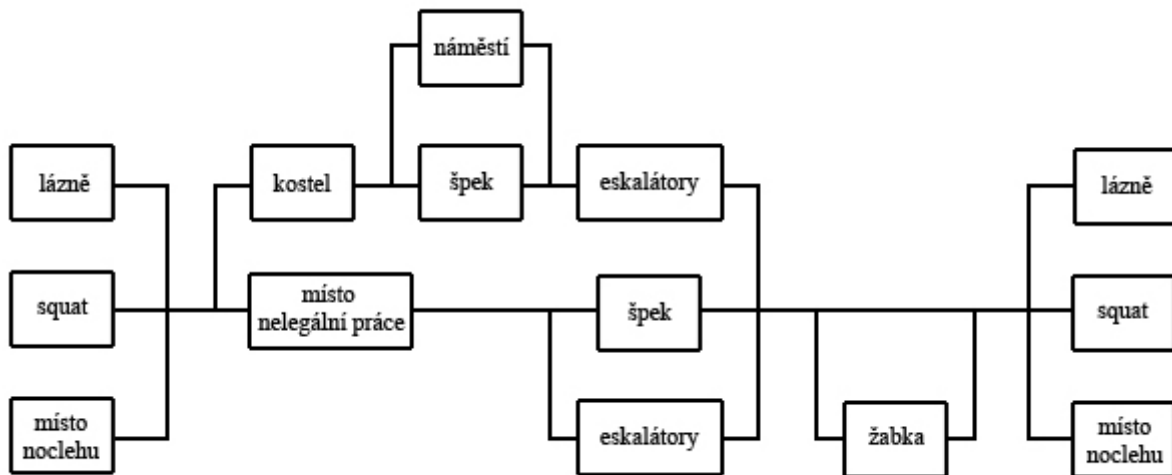 náměstí
lázně
kostel
špek
eskalátory
lázně
squat
místo
nelegální práce
špek
squat
místo
noclehu
eskalátory
žabka
místo
noclehu